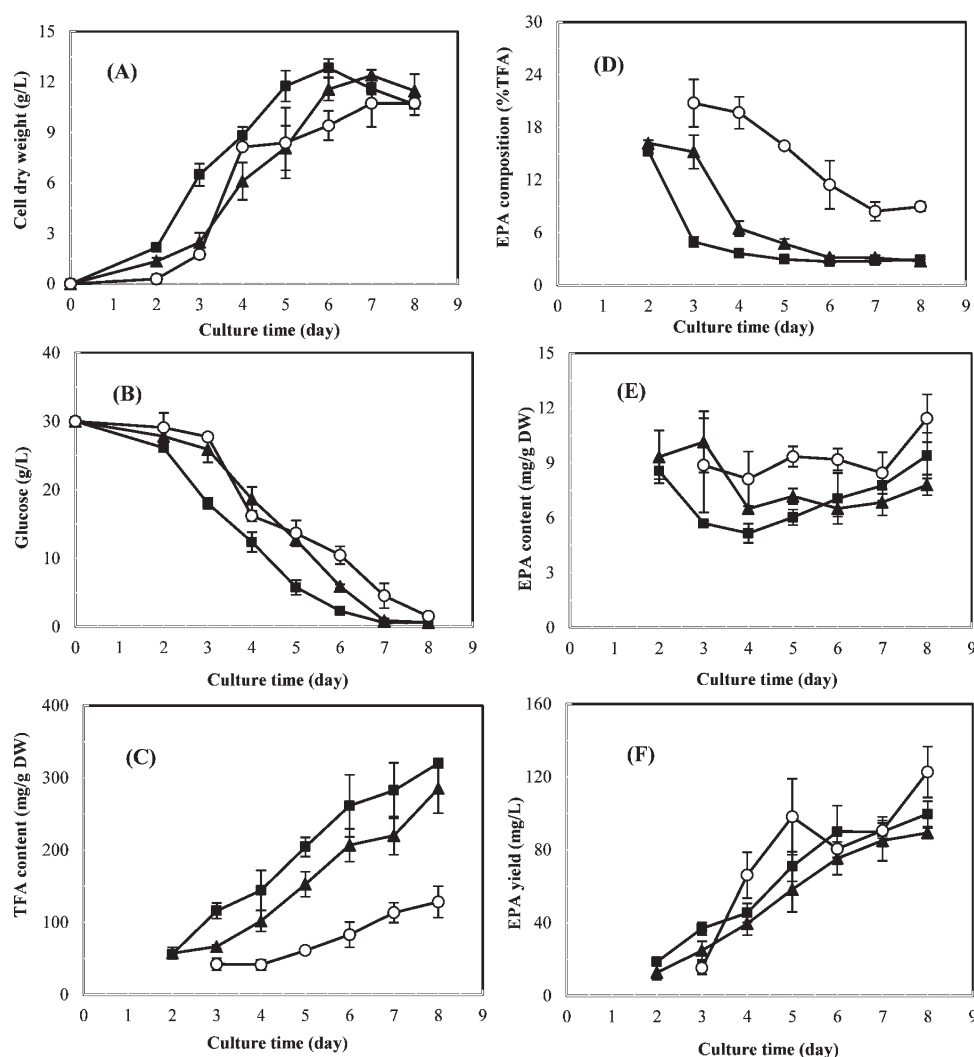 (A)
Cell dry weight (g/L)
15
12
9
6
3
0
0 1 2 3 4 5 6 7 8 9
Culture time (day)
(D)
EPA composition (%TFA)
30
24
18
12
6
0
0 1 2 3 4 5 6 7 8 9
Culture time (day)
(B)
Glucose (g/L)
40
30
20
10
0
0 1 2 3 4 5 6 7 8 9
Culture time (day)
(E)
EPA content (mg/g DW)
15
12
9
6
3
0
0 1 2 3 4 5 6 7 8 9
Culture time (day)
(C)
TFA content (mg/g DW)
400
300
200
100
0
0 1 2 3 4 5 6 7 8 9
Culture time (day)
(F)
EPA yield (mg/L)
160
120
80
40
0
0 1 2 3 4 5 6 7 8 9
Culture time (day)